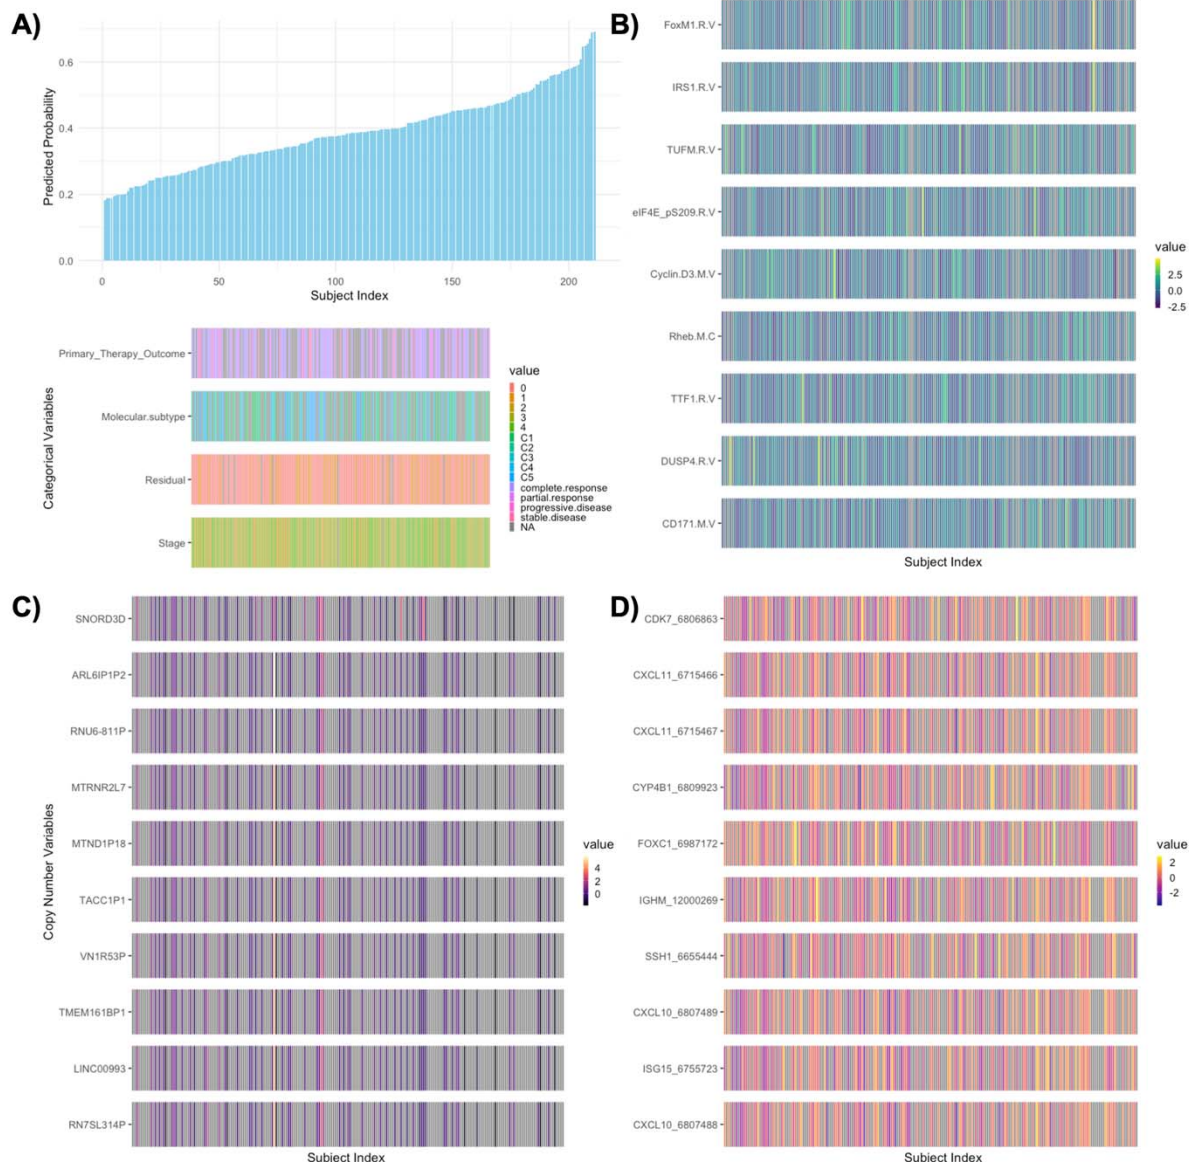 A)
Predicted Probability
0.6
0.4
0.2
0.0
0
50
100
150
200
Subject Index
Categorical Variables
Primary_Therapy_Outcome
Molecular.subtype
Residual
Stage
value
0
1
2
3
4
C1
C2
C3
C4
C5
complete.response
partial.response
progressive.disease
stable.disease
NA
B)
FoxM1.R.V
IRS1.R.V
TUFM.R.V
eIF4E_pS209.R.V
Cyclin.D3.M.V
Rheb.M.C
TTF1.R.V
DUSP4.R.V
CD171.M.V
Subject Index
value
2.5
0.0
-2.5
C)
Copy Number Variables
SNORD3D
ARL6IP1P2
RNU6-811P
MTRNR2L7
MTND1P18
TACC1P1
VN1R53P
TMEM161BP1
LINC00993
RN7SL314P
Subject Index
value
4
2
0
D)
CDK7_6806863
CXCL11_6715466
CXCL11_6715467
CYP4B1_6809923
FOXC1_6987172
IGHM_12000269
SSH1_6655444
CXCL10_6807489
ISG15_6755723
CXCL10_6807488
Subject Index
value
2
0
-2